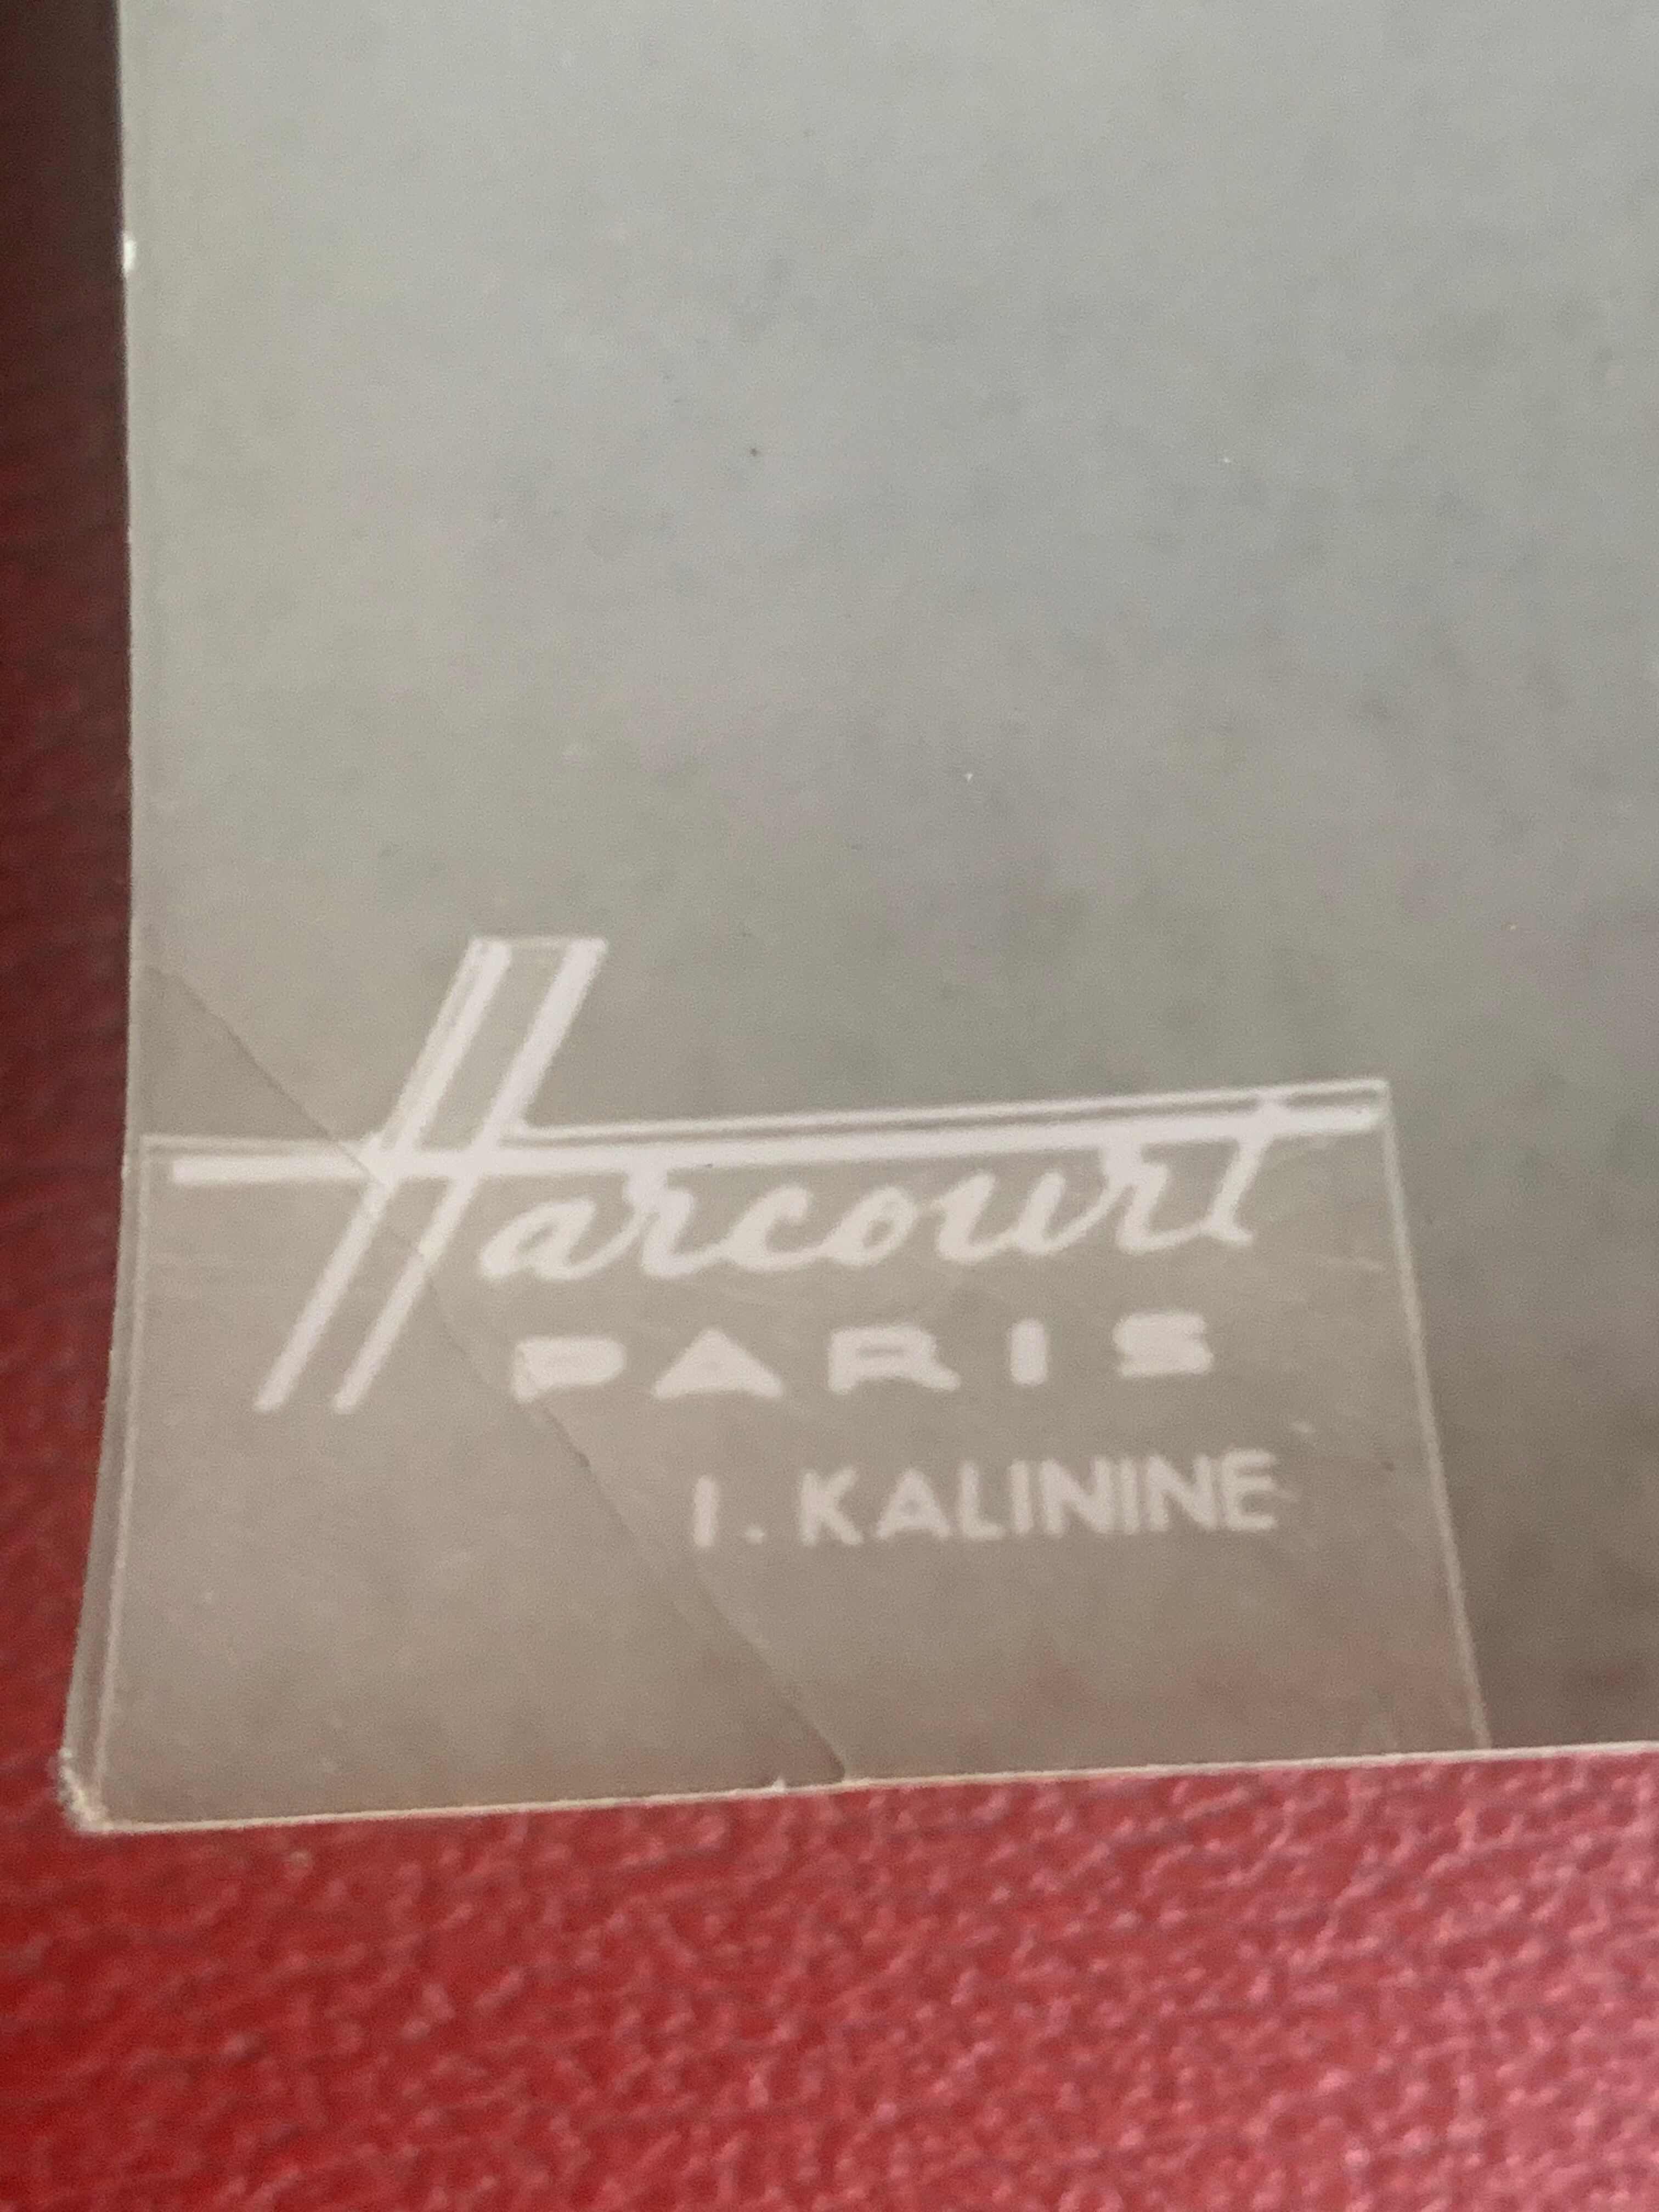 Harcourt
PARIS
I. KALININE